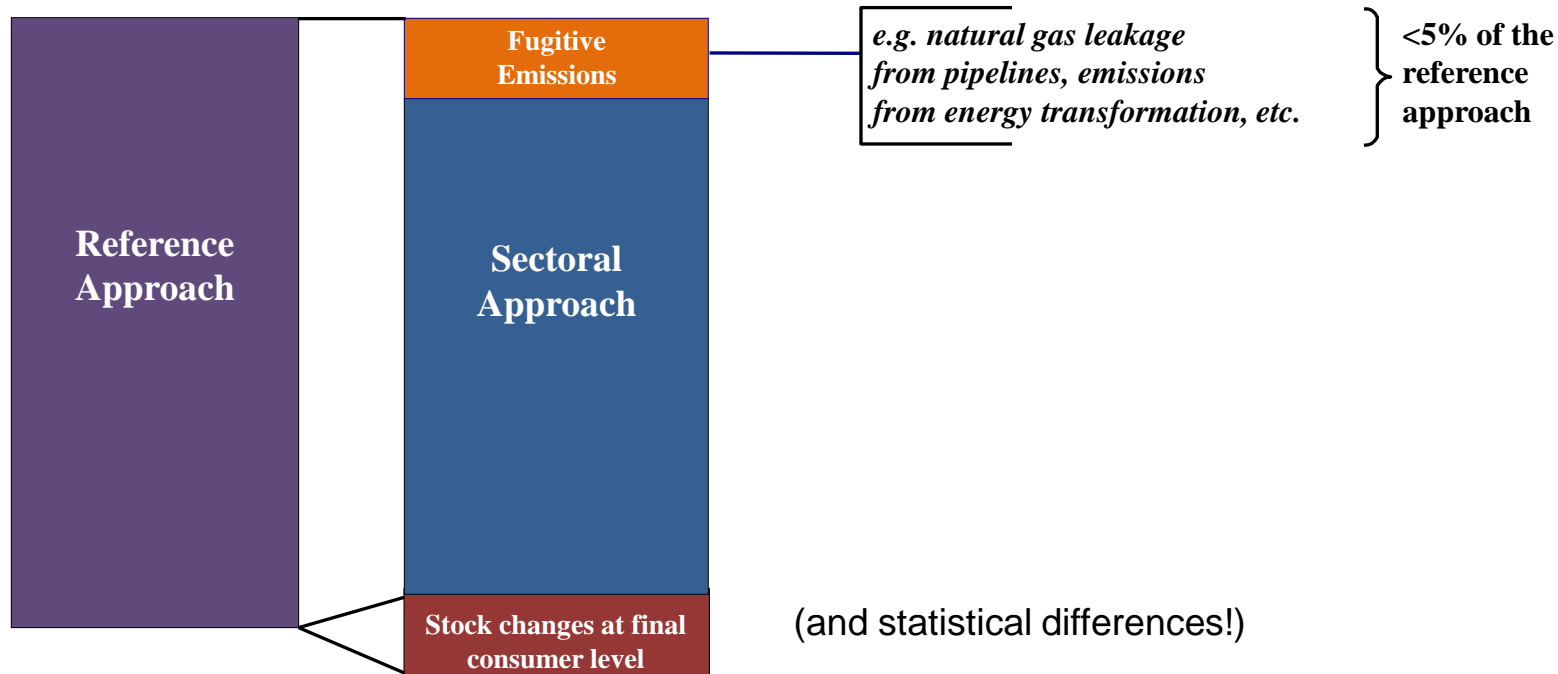 Reference
Approach
Fugitive
Emissions
Sectoral
Approach
Stock changes at final
consumer level
e.g. natural gas leakage
from pipelines, emissions
from energy transformation, etc.
<5% of the
reference
approach
(and statistical differences!)